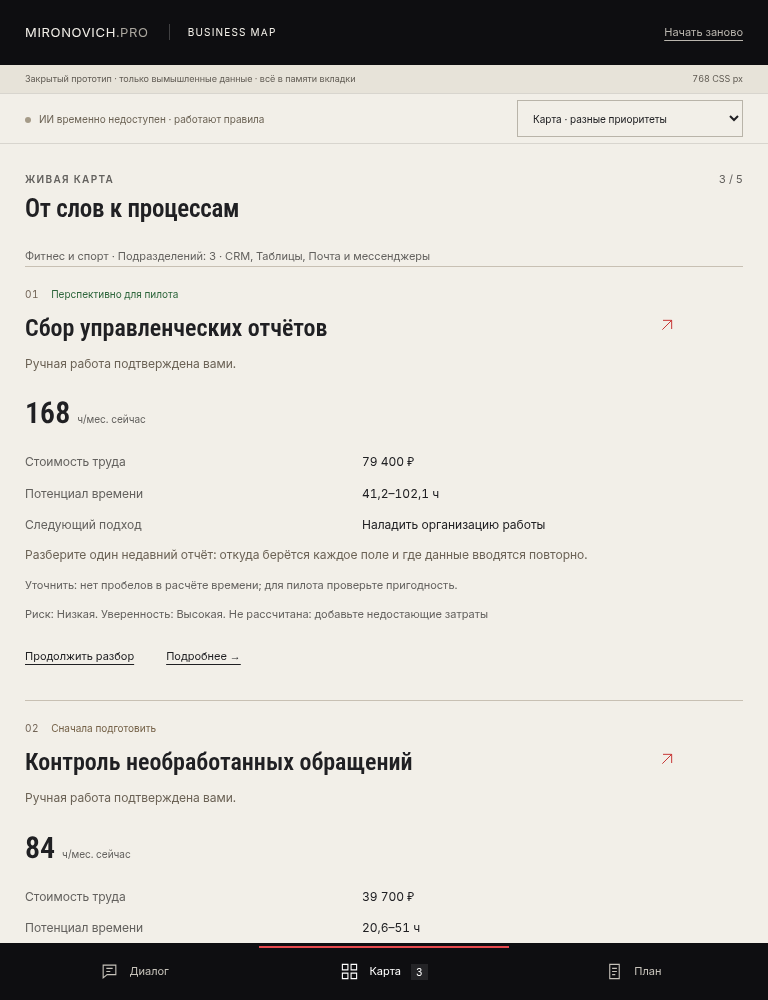 MIRONOVICH.PRO BUSINESS MAP Начать заново
Закрытый прототип · только вымышленные данные · всё в памяти вкладки 768 CSS px
ИИ временно недоступен · работают правила Карта · разные приоритеты
ЖИВАЯ КАРТА 3 / 5
От слов к процессам
Фитнес и спорт · Подразделений: 3 · CRM, Таблицы, Почта и мессенджеры
01 Перспективно для пилота
Сбор управленческих отчётов
Ручная работа подтверждена вами.
168 ч/мес. сейчас
Стоимость труда 79 400 ₽
Потенциал времени 41,2–102,1 ч
Следующий подход Наладить организацию работы
Разберите один недавний отчёт: откуда берётся каждое поле и где данные вводятся повторно.
Уточнить: нет пробелов в расчёте времени; для пилота проверьте пригодность.
Риск: Низкая. Уверенность: Высокая. Не рассчитана: добавьте недостающие затраты
Продолжить разбор Подробнее →
02 Сначала подготовить
Контроль необработанных обращений
Ручная работа подтверждена вами.
84 ч/мес. сейчас
Стоимость труда 39 700 ₽
Потенциал времени 20,6–51 ч
Диалог Карта 3 План